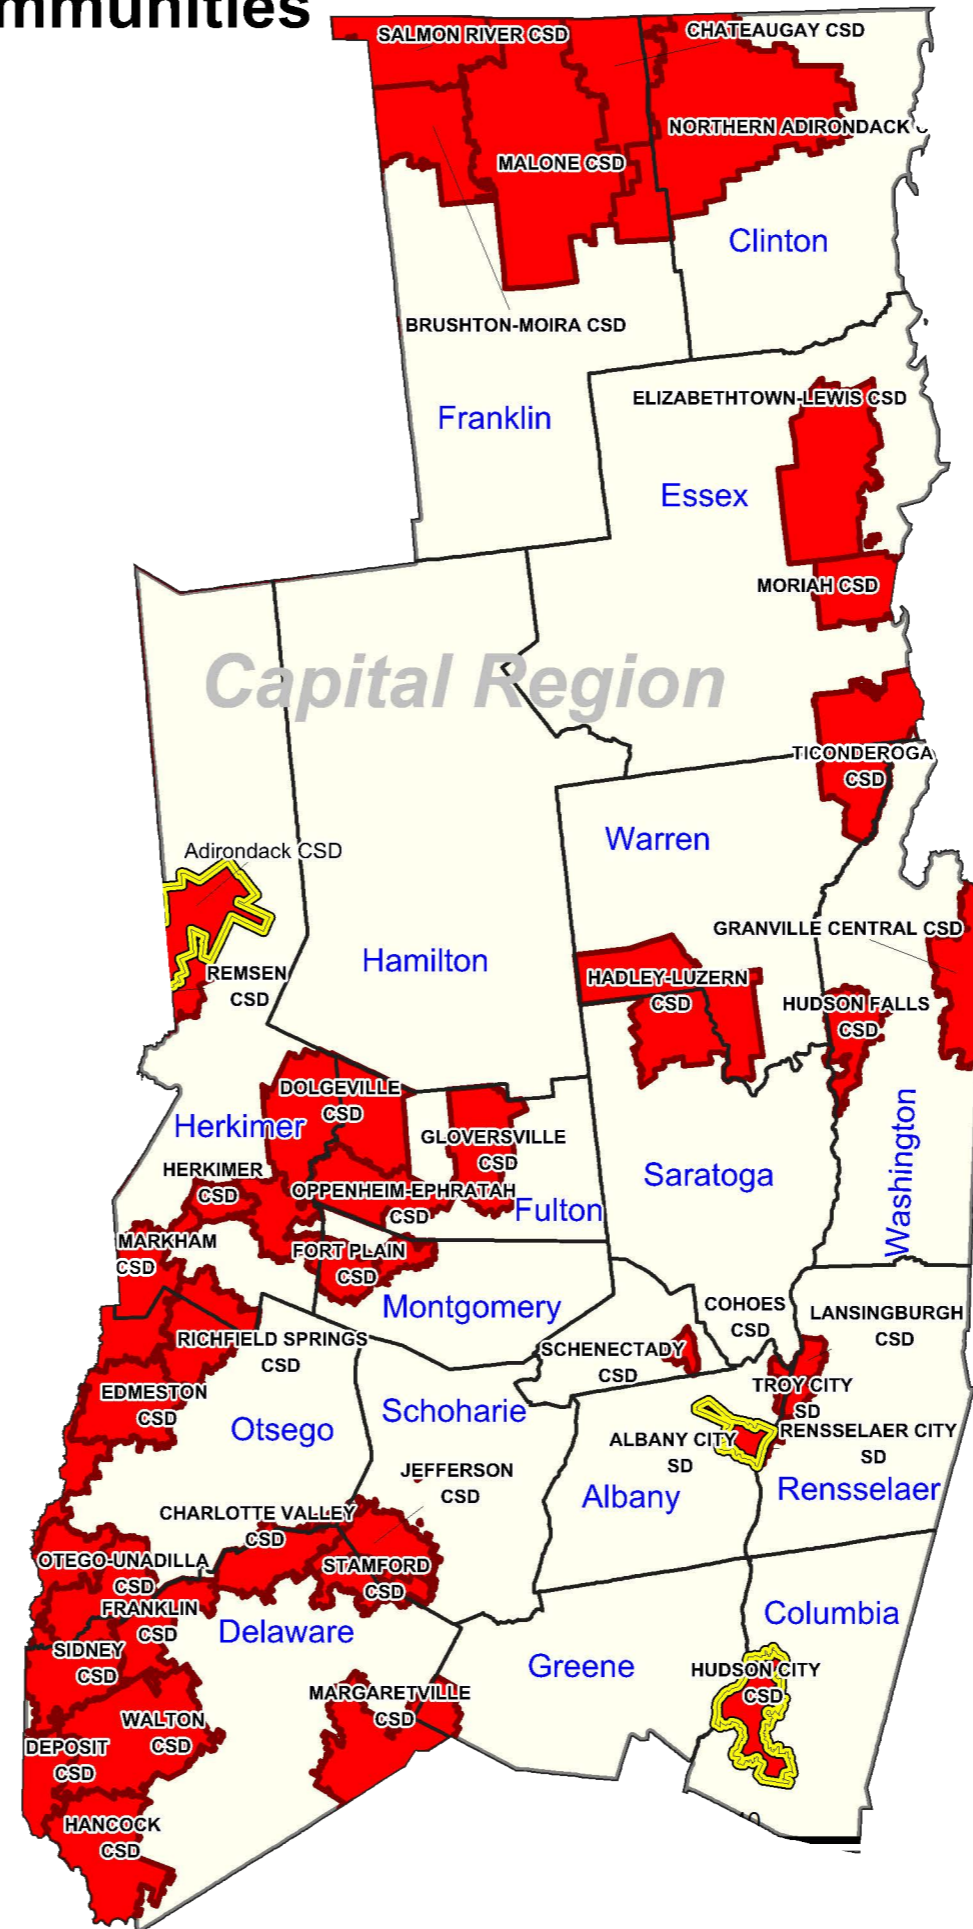 mmunities
SALMON RIVER CSD
CHATEAUGAY CSD
NORTHERN ADIRONDACK
MALONE CSD
Clinton
BRUSHTON-MOIRA CSD
ELIZABETHTOWN-LEWIS CSD
Franklin
Essex
MORIAH CSD
Capital Region
TICONDEROGA
CSD
Warren
Adirondack CSD
GRANVILLE CENTRAL CSD
Hamilton
REMSEN
CSD
HADLEY-LUZERN
CSD
HUDSON FALLS
CSD
DOLGEVILLE
CSD
Herkimer
GLOVERSVILLE
CSD
HERKIMER
CSD
OPPENHEIM-EPHRATAH
CSD
Fulton
Saratoga
Washington
MARKHAM
CSD
FORT PLAIN
CSD
Montgomery
COHOES
CSD
LANSINGBURGH
CSD
RICHFIELD SPRINGS
CSD
SCHENECTADY
CSD
EDMESTON
CSD
TROY CITY
SD
Schoharie
Otsego
ALBANY CITY
SD
RENSSELAER CITY
SD
JEFFERSON
CSD
Albany
Rensselaer
CHARLOTTE VALLEY
CSD
OTEGO-UNADILLA
CSD
STAMFORD
CSD
FRANKLIN
CSD
Delaware
Columbia
SIDNEY
CSD
Greene
HUDSON CITY
CSD
MARGARETVILLE
CSD
WALTON
CSD
DEPOSIT
CSD
HANCOCK
CSD